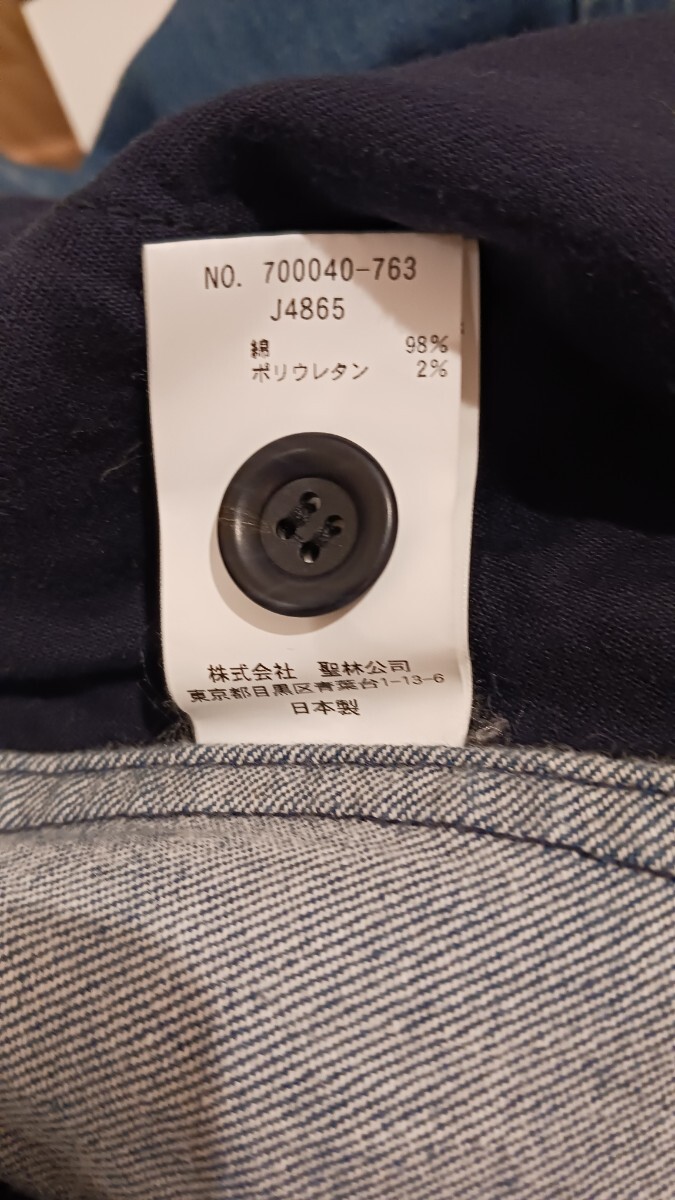 NO. 700040-763
J4865
綿 98%
ポリウレタン 2%
株式会社 聖林公司
東京都目黒区青葉台1-13-6
日本製